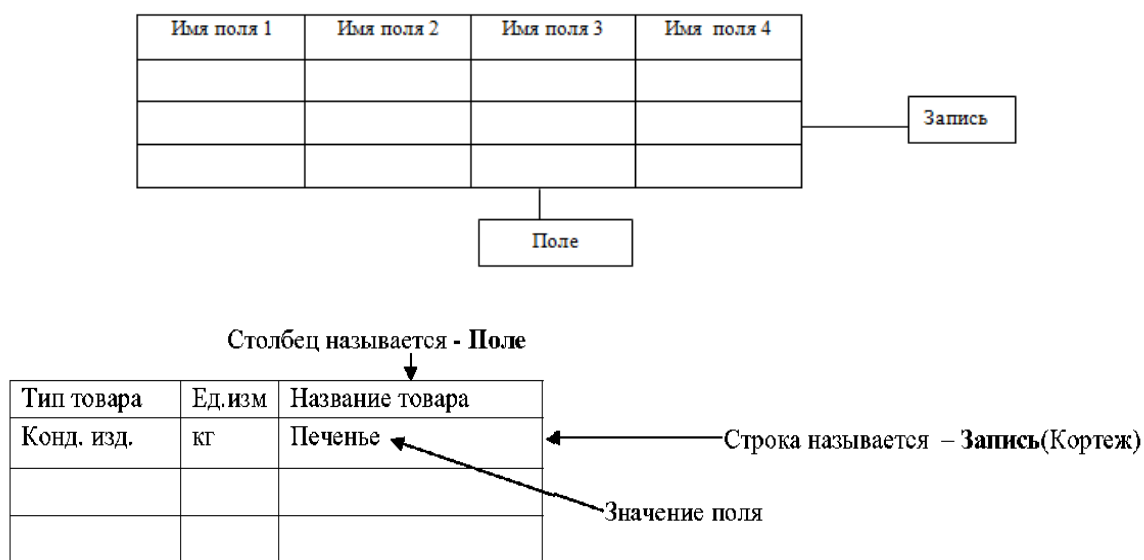 Имя поля 1 Имя поля 2 Имя поля 3 Имя поля 4
Запись
Поле
Столбец называется - Поле
Тип товара Ед.изм Название товара
Конд. изд. кг Печенье
Строка называется – Запись(Кортеж)
Значение поля